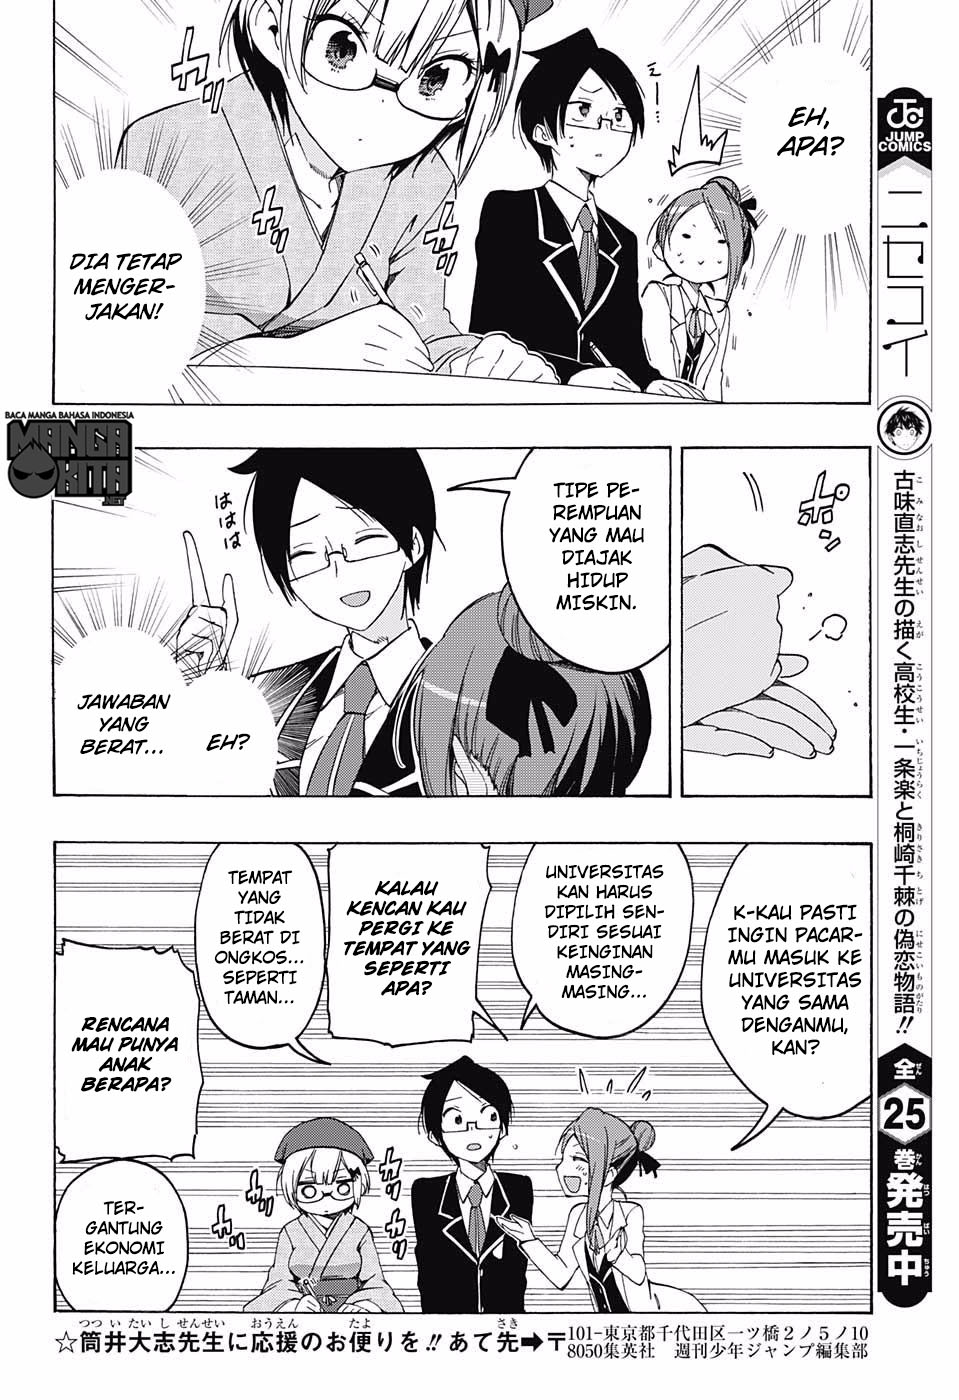 EH,
APA?
DIA TETAP
MENGER-
JAKAN!
BACA MANGA BAHASA INDONESIA
MANGA
KITA
.NET
TIPE PE-
REMPUAN
YANG MAU
DIAJAK
HIDUP
MISKIN.
ははは
JAWABAN
YANG
BERAT...
EH?
K-KAU PASTI
INGIN PACAR-
MU MASUK KE
UNIVERSITAS
YANG SAMA
DENGANMU,
KAN?
UNIVERSITAS
KAN HARUS
DIPILIH SEN-
DIRI SESUAI
KEINGINAN
MASING-
MASING...
KALAU
KENCAN KAU
PERGI KE
TEMPAT YANG
SEPERTI
APA?
TEMPAT
YANG
TIDAK
BERAT DI
ONGKOS...
SEPERTI
TAMAN...
RENCANA
MAU PUNYA
ANAK
BERAPA?
TER-
GANTUNG
EKONOMI
KELUARGA...
JUMP
COMICS
ニセコイ
古味直志先生の描く高校生・一条楽と桐崎千棘の偽恋物語!!
全25巻発売中
☆筒井大志先生に応援のお便りを!!あて先➡〒
101-東京都千代田区一ツ橋2ノ5ノ10
8050集英社 週刊少年ジャンプ編集部